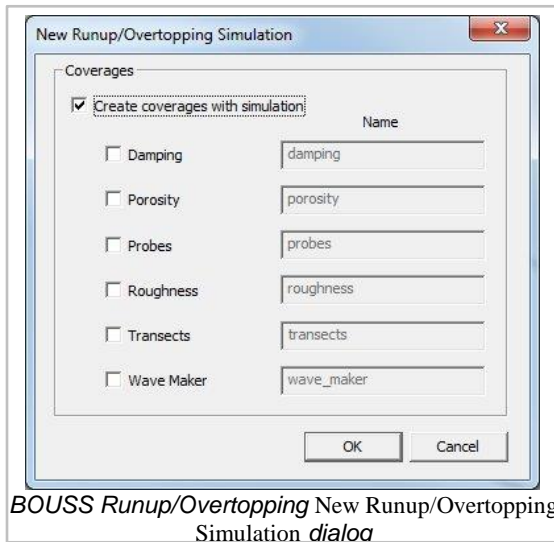 New Runup/Overtopping Simulation
Coverages
Create coverages with simulation
Name
Damping damping
Porosity porosity
Probes probes
Roughness roughness
Transects transects
Wave Maker wave_maker
OK Cancel
BOUSS Runup/Overtopping New Runup/Overtopping
Simulation dialog